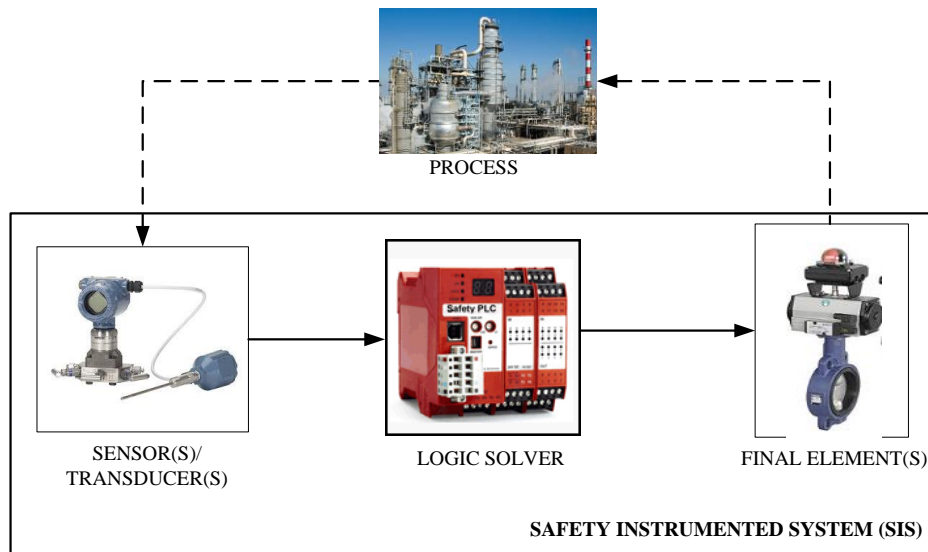 PROCESS
Safety PLC
SENSOR(S)/
TRANSDUCER(S)
LOGIC SOLVER
FINAL ELEMENT(S)
SAFETY INSTRUMENTED SYSTEM (SIS)